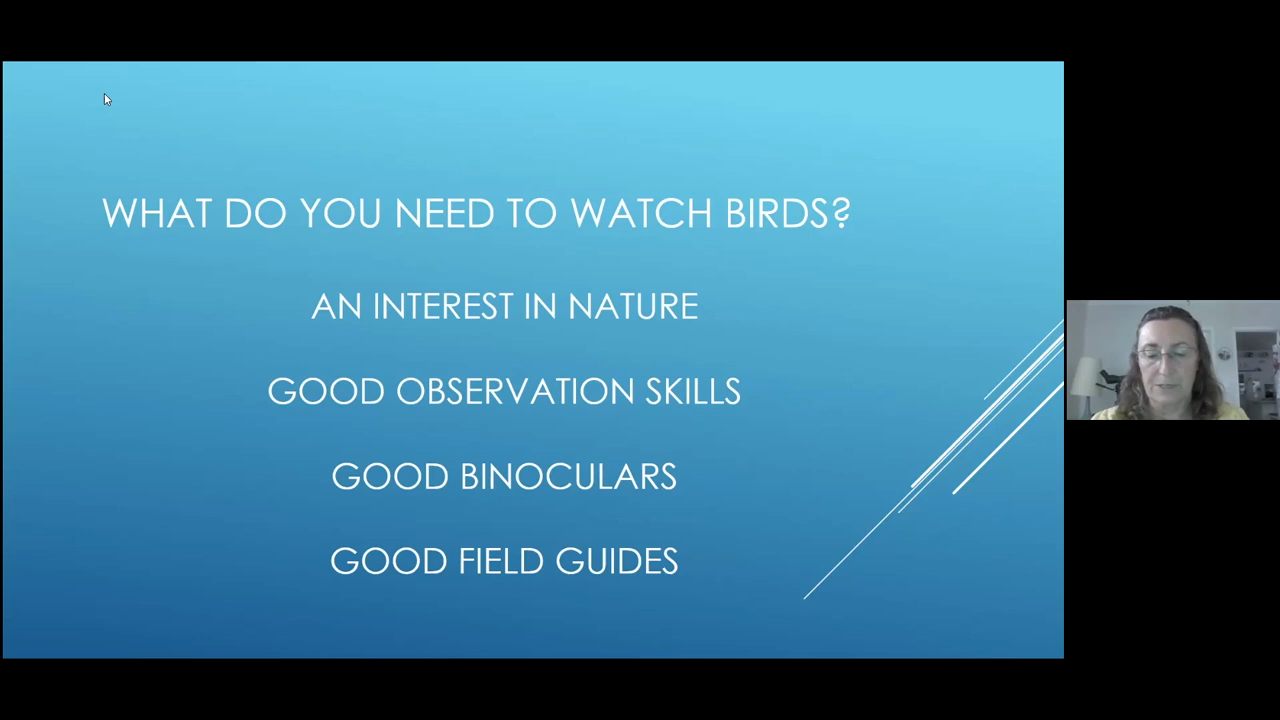 WHAT DO YOU NEED TO WATCH BIRDS?
AN INTEREST IN NATURE
GOOD OBSERVATION SKILLS
GOOD BINOCULARS
GOOD FIELD GUIDES